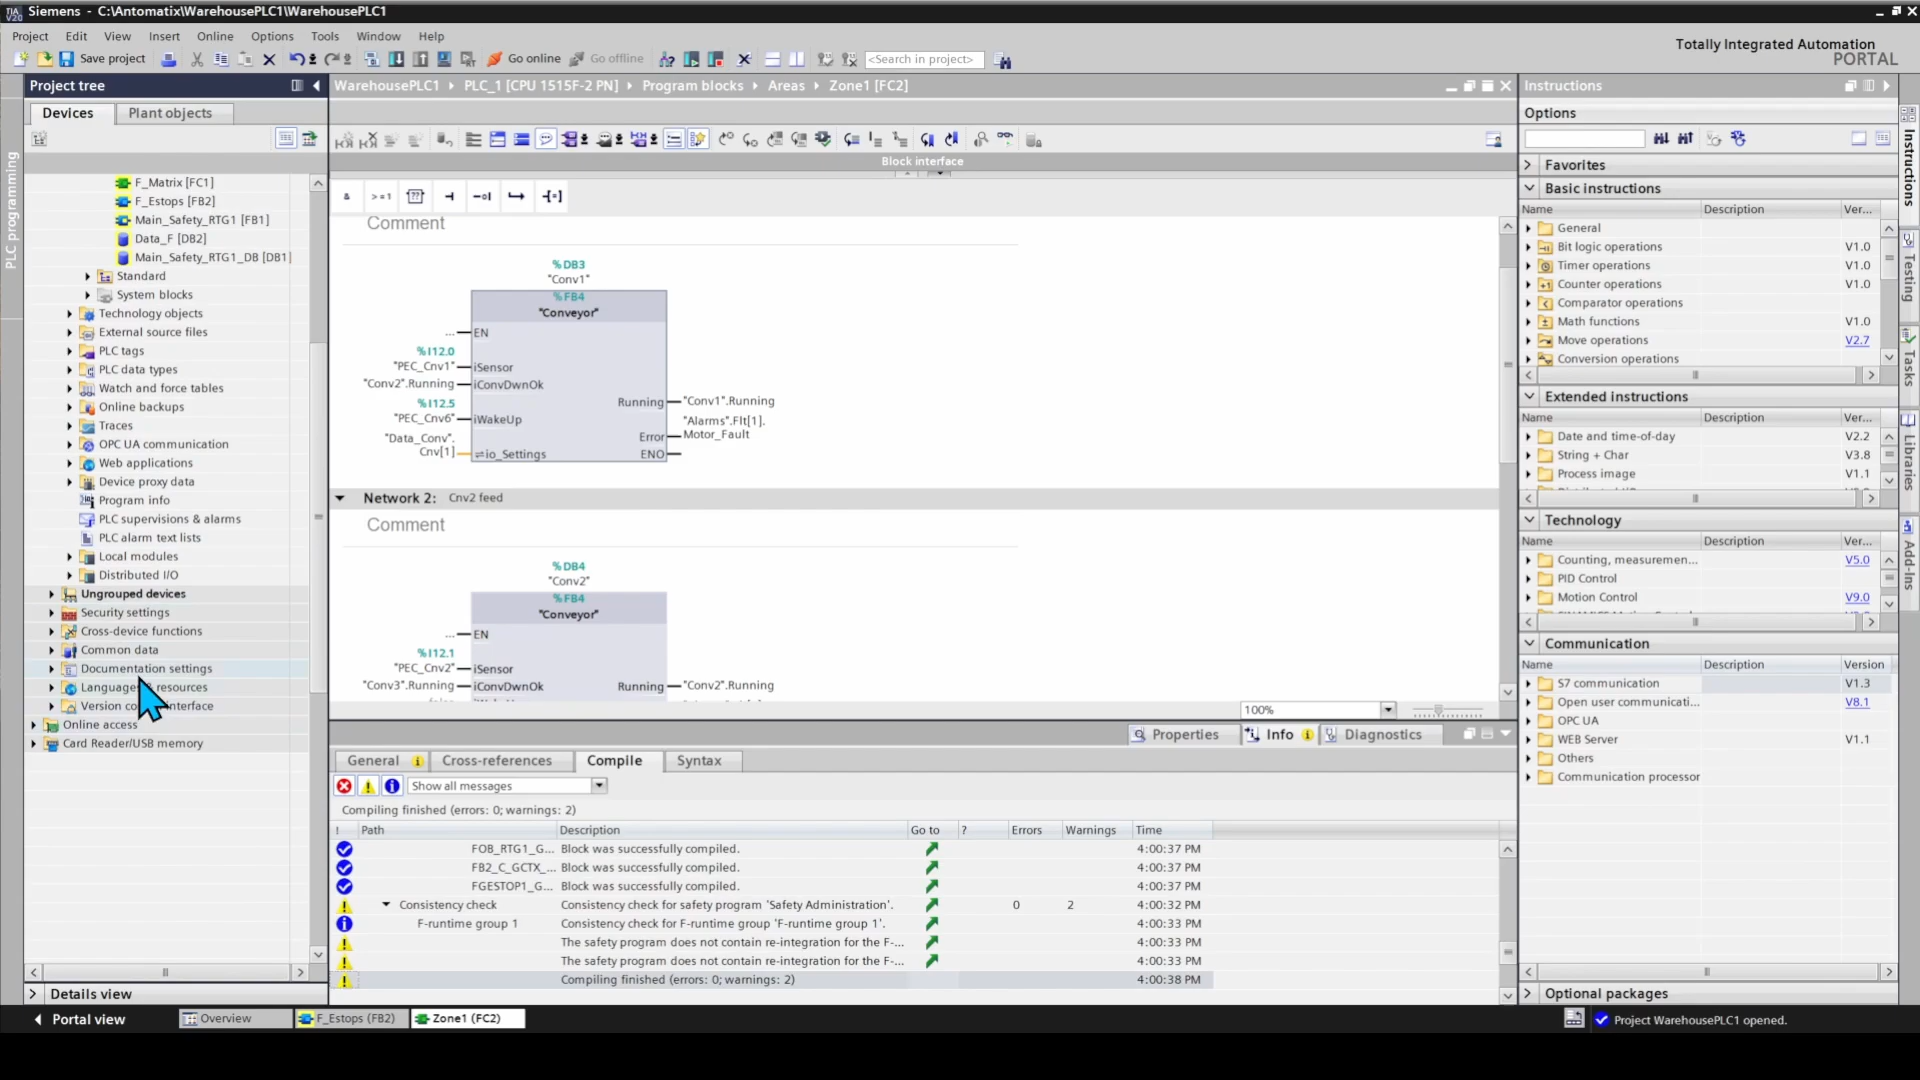 Siemens - C:\Antomatix\WarehousePLC1\WarehousePLC1
Project Edit View Insert Online Options Tools Window Help
Totally Integrated Automation
PORTAL
Save project
Go online
Go offline
<Search in project>
Project tree
Devices
Plant objects
PLC programming
F_Matrix [FC1]
F_Estops [FB2]
Main_Safety_RTG1 [FB1]
Data_F [DB2]
Main_Safety_RTG1_DB [DB1]
Standard
System blocks
Technology objects
External source files
PLC tags
PLC data types
Watch and force tables
Online backups
Traces
OPC UA communication
Web applications
Device proxy data
Program info
PLC supervisions & alarms
PLC alarm text lists
Local modules
Distributed I/O
Ungrouped devices
Security settings
Cross-device functions
Common data
Documentation settings
Languages resources
Version interface
Online access
Card Reader/USB memory
Details view
WarehousePLC1 PLC_1 [CPU 1515F-2 PN] Program blocks Areas Zone1 [FC2]
Block interface
& >=1 ??
Comment
%DB3
"Conv1"
%FB4
"Conveyor"
... EN
%I12.0
"PEC_Cnv1" iSensor
"Conv2".Running iConvDwnOk
%I12.5
"PEC_Cnv6" iWakeUp
"Data_Conv".
Cnv[1] io_Settings
Running "Conv1".Running
"Alarms".Flt[1].
Error Motor_Fault
ENO
Network 2: Cnv2 feed
Comment
%DB4
"Conv2"
%FB4
"Conveyor"
... EN
%I12.1
"PEC_Cnv2" iSensor
"Conv3".Running iConvDwnOk
Running "Conv2".Running
100%
Properties
Info
Diagnostics
General
Cross-references
Compile
Syntax
Show all messages
Compiling finished (errors: 0; warnings: 2)
! Path Description Go to ? Errors Warnings Time
FOB_RTG1_G... Block was successfully compiled. 4:00:37 PM
FB2_C_GCTX_... Block was successfully compiled. 4:00:37 PM
FGESTOP1_G... Block was successfully compiled. 4:00:37 PM
Consistency check Consistency check for safety program 'Safety Administration'. 0 2 4:00:32 PM
F-runtime group 1 Consistency check for F-runtime group 'F-runtime group 1'. 4:00:33 PM
The safety program does not contain re-integration for the F-... 4:00:33 PM
The safety program does not contain re-integration for the F-... 4:00:33 PM
Compiling finished (errors: 0; warnings: 2) 4:00:38 PM
Instructions
Options
Favorites
Basic instructions
Name Description Ver...
General
Bit logic operations V1.0
Timer operations V1.0
Counter operations V1.0
Comparator operations
Math functions V1.0
Move operations V2.7
Conversion operations
Extended instructions
Name Description Ver...
Date and time-of-day V2.2
String + Char V3.8
Process image V1.1
Technology
Name Description Ver...
Counting, measuremen... V5.0
PID Control
Motion Control V9.0
Communication
Name Description Version
S7 communication V1.3
Open user communicati... V8.1
OPC UA
WEB Server V1.1
Others
Communication processor
Optional packages
Instructions
Testing
Tasks
Libraries
Add-Ins
Portal view
Overview
F_Estops (FB2)
Zone1 (FC2)
Project WarehousePLC1 opened.